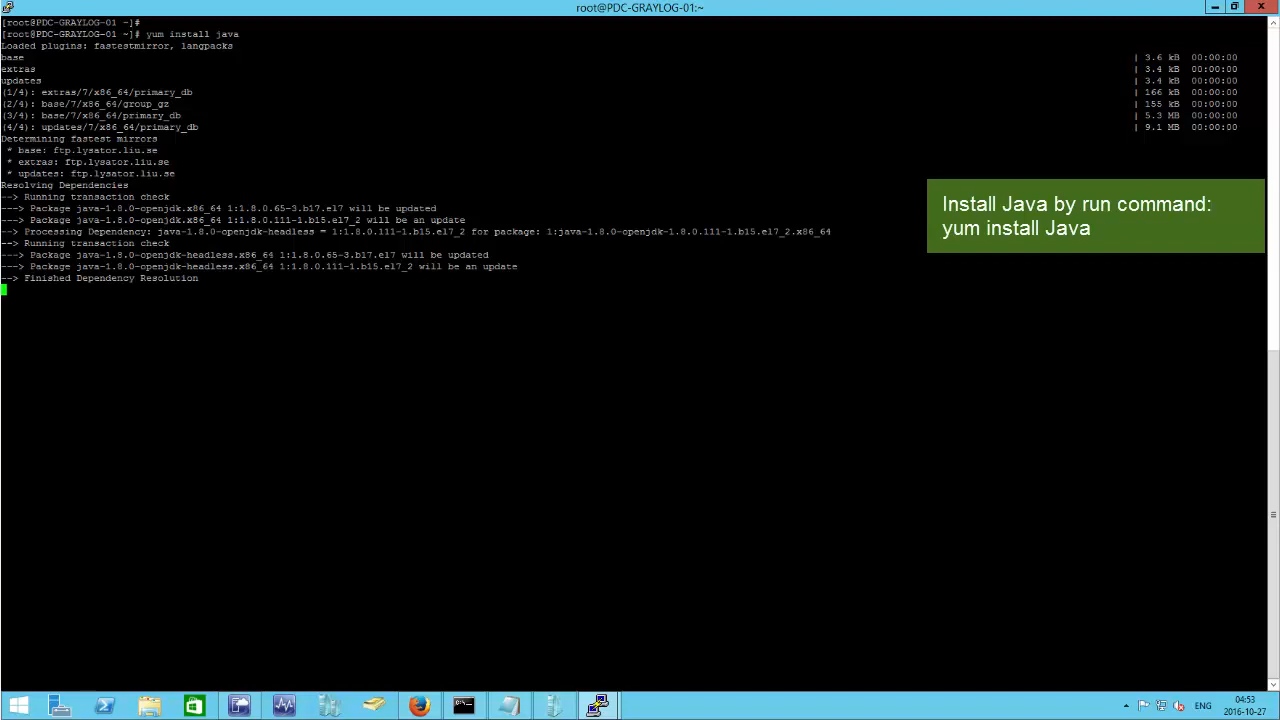 root@PDC-GRAYLOG-01:~
[root@PDC-GRAYLOG-01 ~]#
[root@PDC-GRAYLOG-01 ~]# yum install java
Loaded plugins: fastestmirror, langpacks
base | 3.6 kB 00:00:00
extras | 3.4 kB 00:00:00
updates | 3.4 kB 00:00:00
(1/4): extras/7/x86_64/primary_db | 166 kB 00:00:00
(2/4): base/7/x86_64/group_gz | 155 kB 00:00:00
(3/4): base/7/x86_64/primary_db | 5.3 MB 00:00:00
(4/4): updates/7/x86_64/primary_db | 9.1 MB 00:00:00
Determining fastest mirrors
* base: ftp.lysator.liu.se
* extras: ftp.lysator.liu.se
* updates: ftp.lysator.liu.se
Resolving Dependencies
--> Running transaction check
---> Package java-1.8.0-openjdk.x86_64 1:1.8.0.65-3.b17.el7 will be updated
---> Package java-1.8.0-openjdk.x86_64 1:1.8.0.111-1.b15.el7_2 will be an update
--> Processing Dependency: java-1.8.0-openjdk-headless = 1:1.8.0.111-1.b15.el7_2 for package: 1:java-1.8.0-openjdk-1.8.0.111-1.b15.el7_2.x86_64
--> Running transaction check
---> Package java-1.8.0-openjdk-headless.x86_64 1:1.8.0.65-3.b17.el7 will be updated
---> Package java-1.8.0-openjdk-headless.x86_64 1:1.8.0.111-1.b15.el7_2 will be an update
--> Finished Dependency Resolution
Install Java by run command:
yum install Java
ENG
04:53
2016-10-27